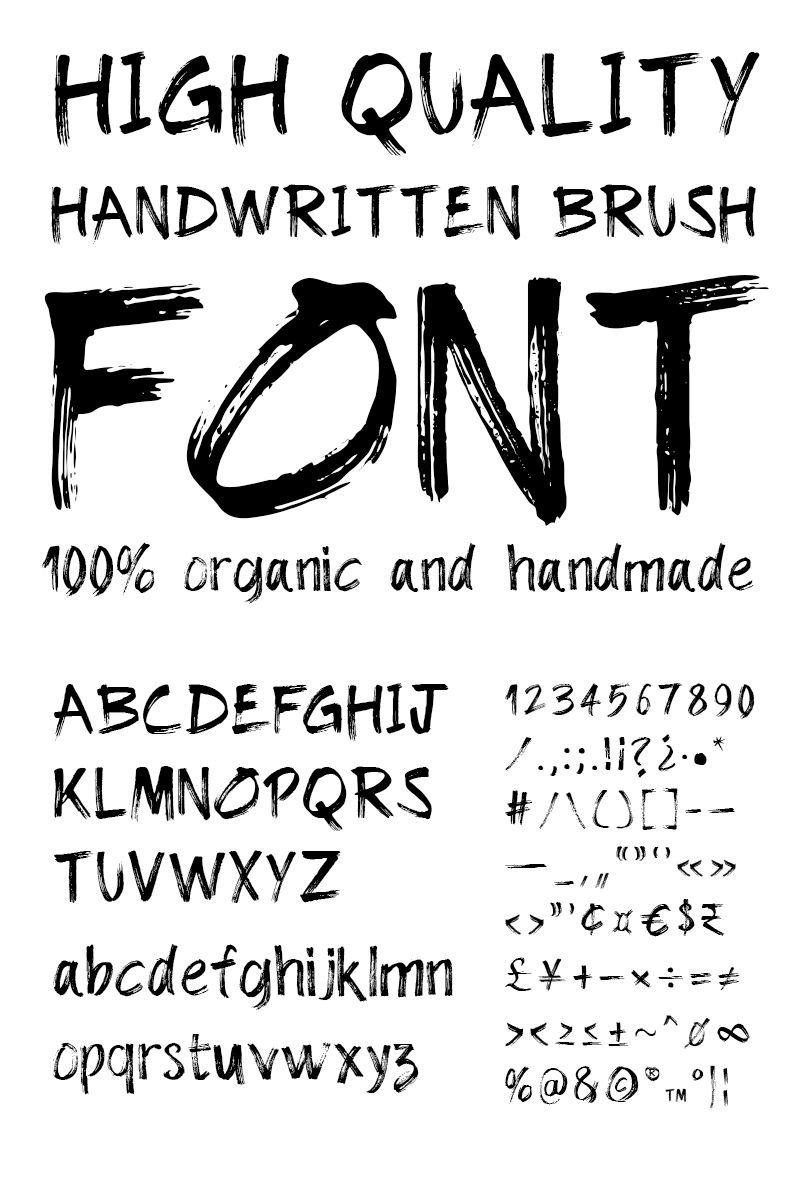 HIGH QUALITY
HANDWRITTEN BRUSH
FONT
100% organic and handmade
ABCDEFGHIJ
KLMNOPQRS
TUVWXYZ
abcdefghijklmn
opqrstuvwxyz
1234567890
/.,:;.!¡?¿·•*
#/\()[]-–
—_‚„“”‘’«»
‹›”’¢¤€$₹
£¥+−×÷=≠
><≥≤±~^∅∞
%@&©®™°|¦